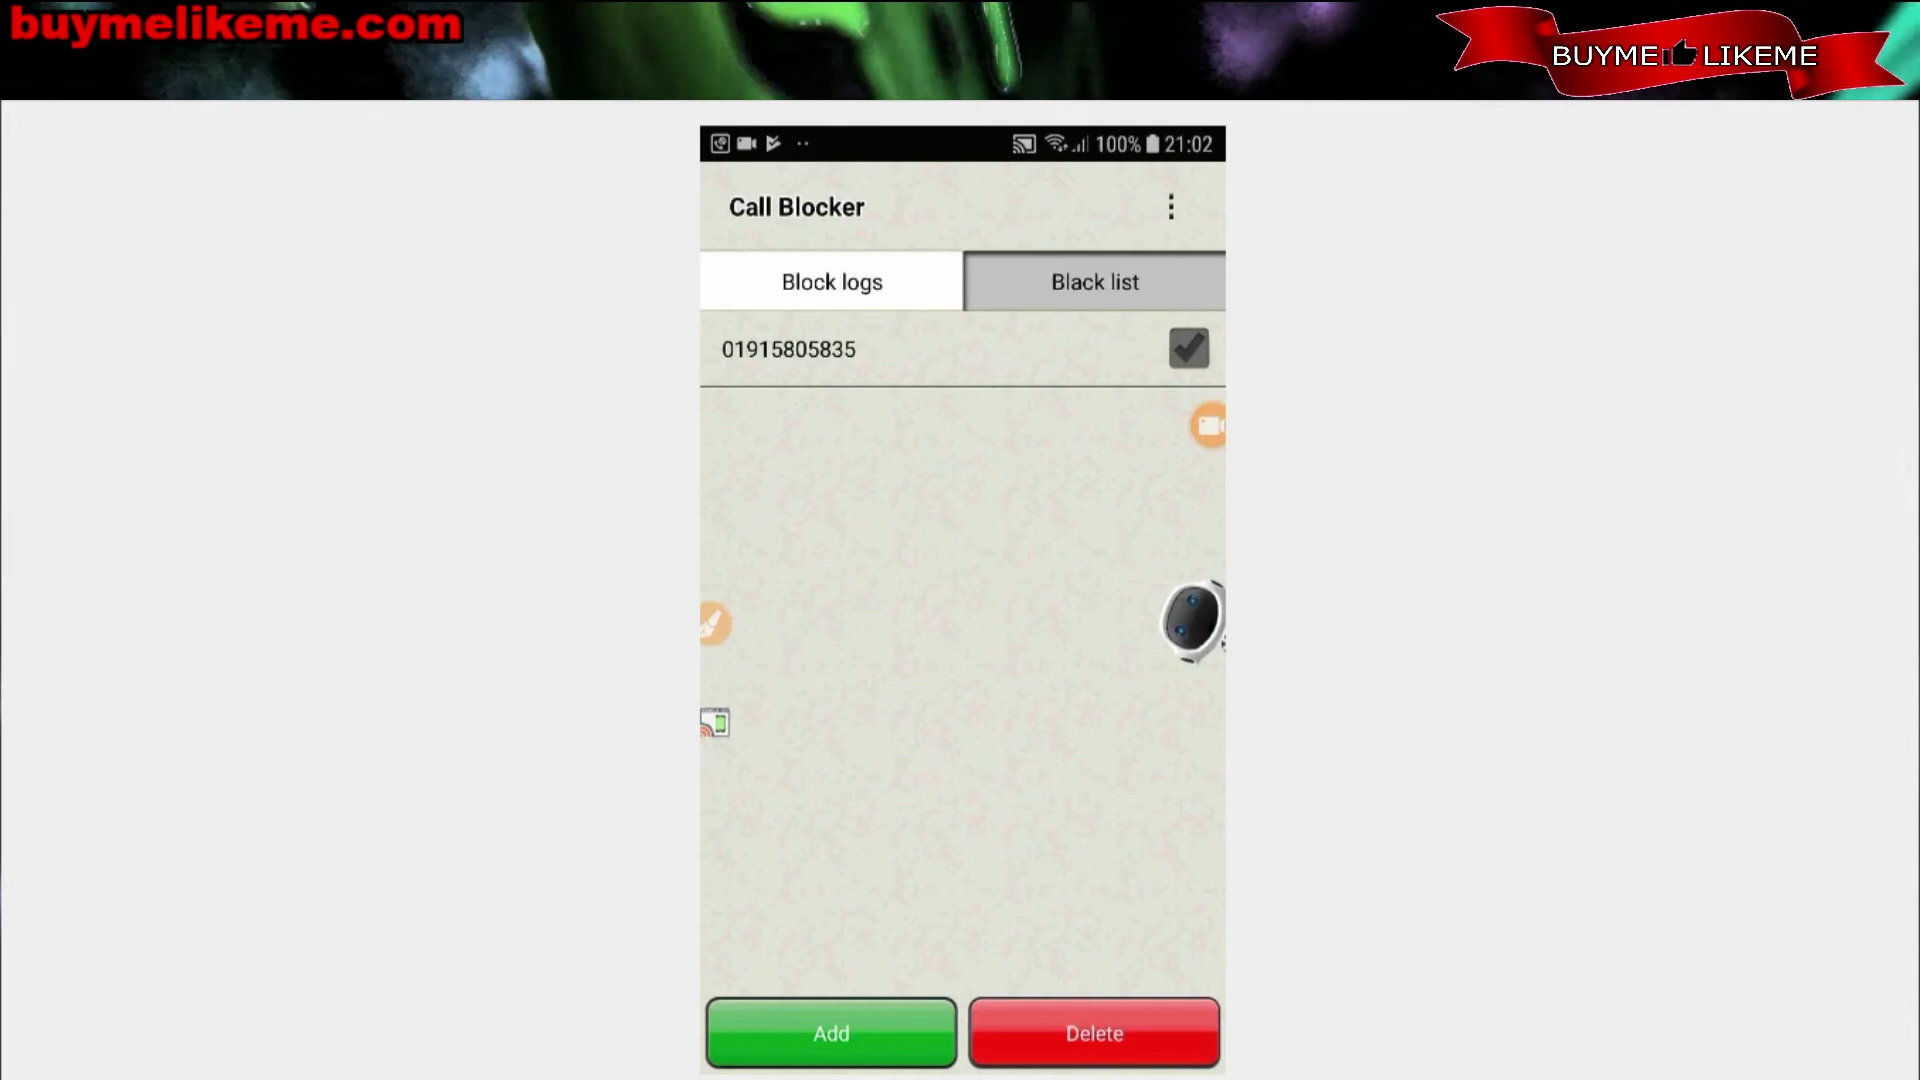 buymelikeme.com
BUYME LIKEME
100% 21:02
Call Blocker
Block logs Black list
01915805835
Add Delete